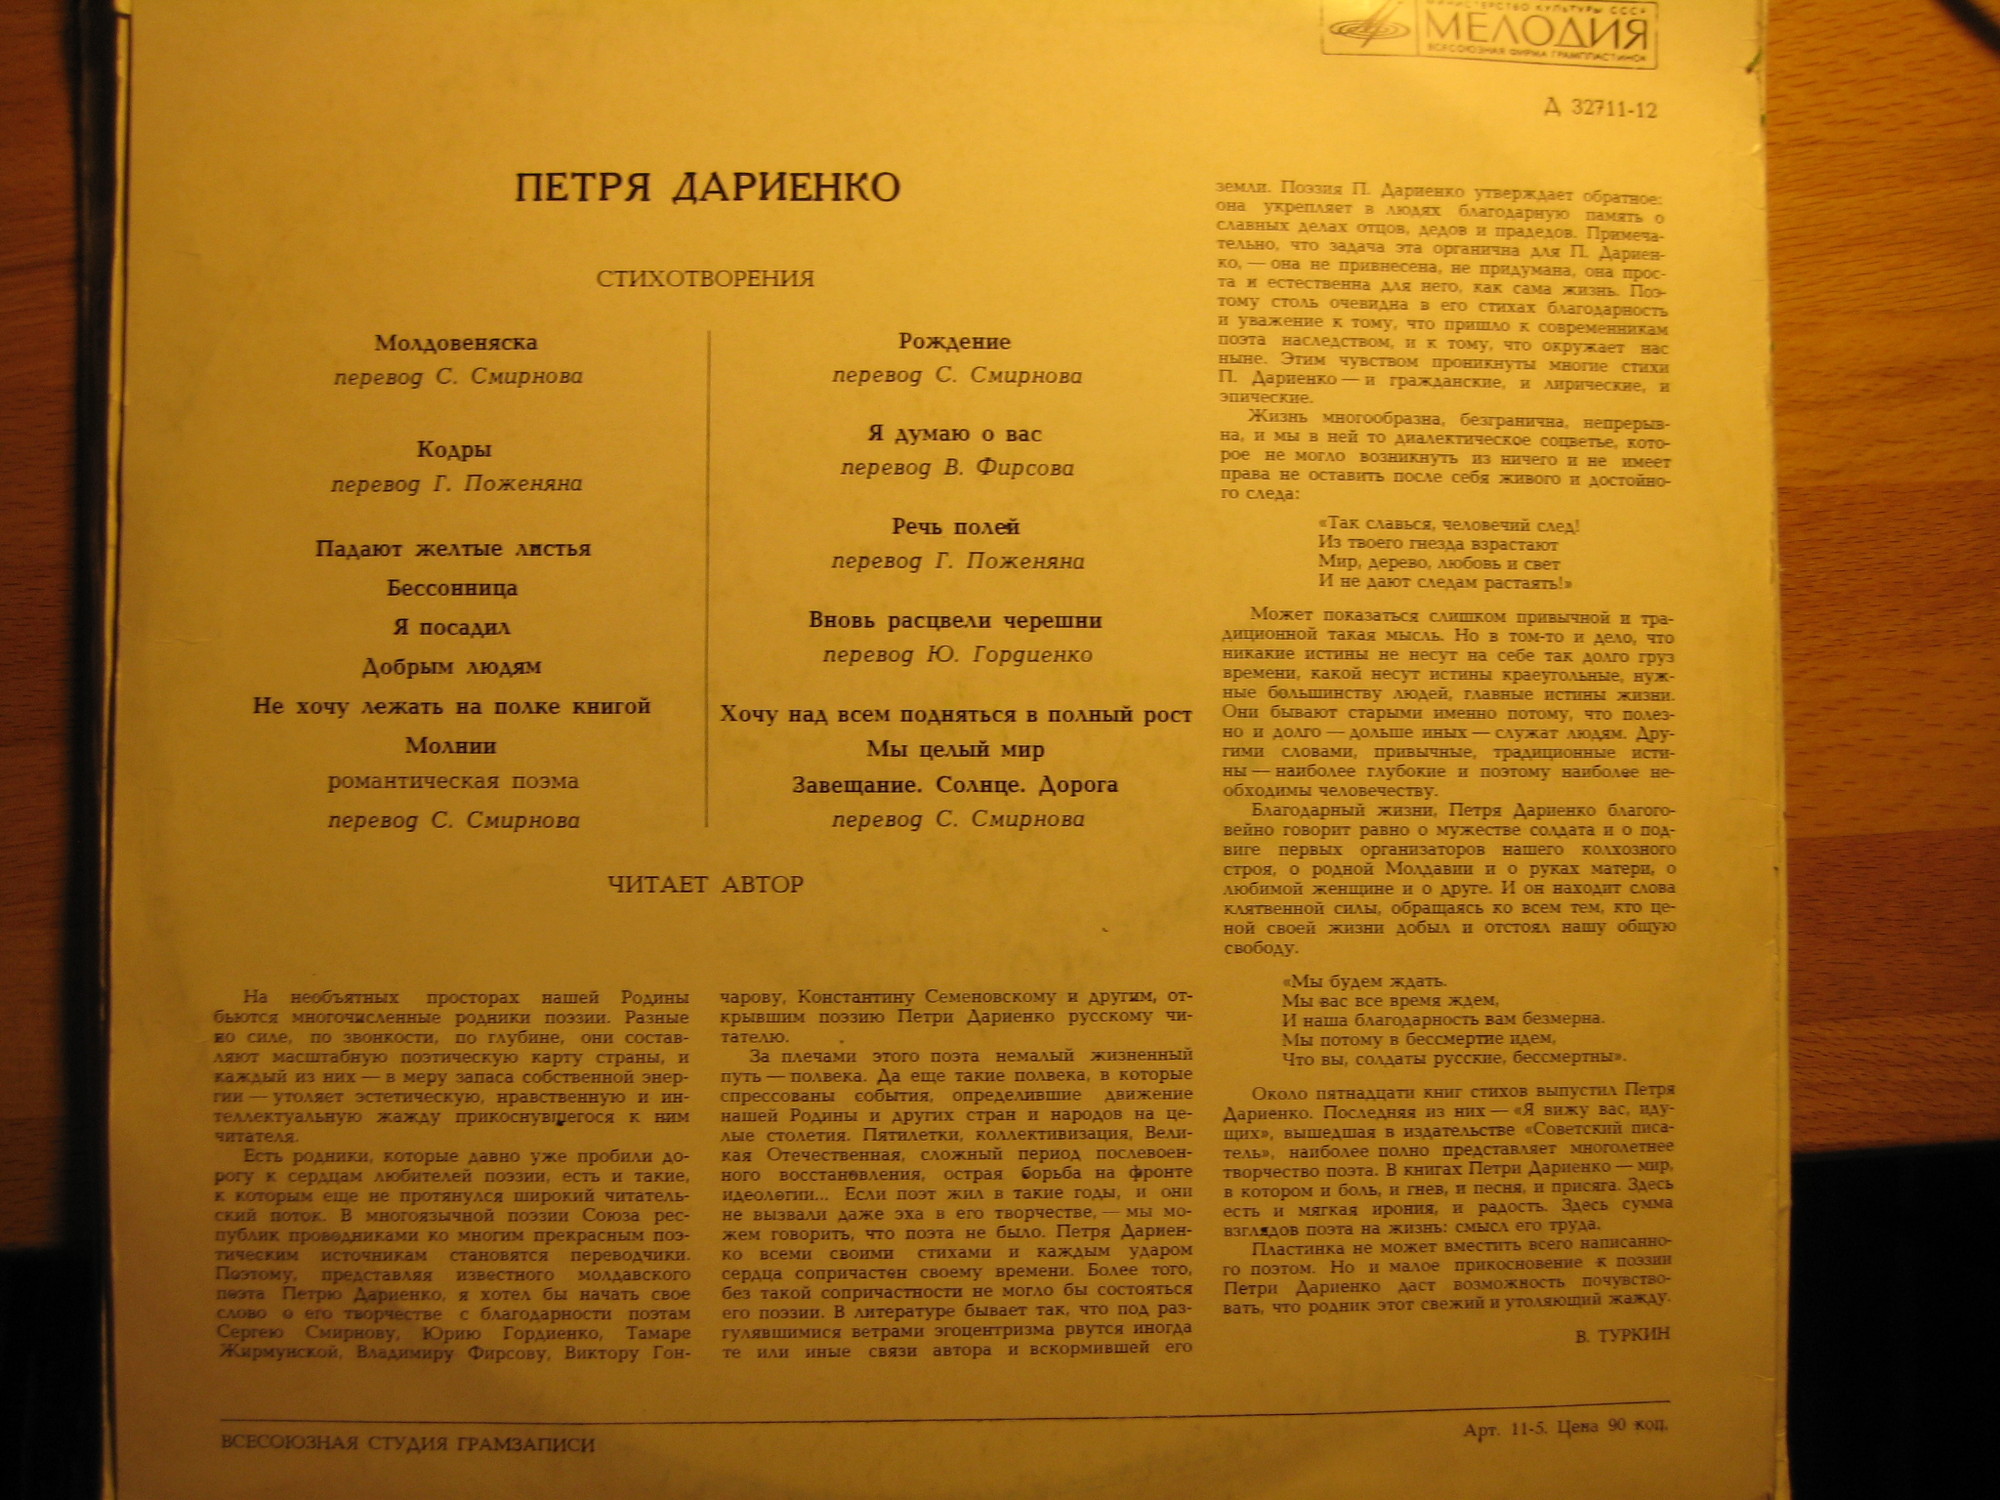 МИНИСТЕРСТВО КУЛЬТУРЫ СССР
МЕЛОДИЯ
ВСЕСОЮЗНАЯ ФИРМА ГРАМПЛАСТИНОК
Д 32711-12
ПЕТРЯ ДАРИЕНКО
СТИХОТВОРЕНИЯ
Молдовеняска
перевод С. Смирнова
Кодры
перевод Г. Поженяна
Падают желтые листья
Бессонница
Я посадил
Добрым людям
Не хочу лежать на полке книгой
Молнии
романтическая поэма
перевод С. Смирнова
Рождение
перевод С. Смирнова
Я думаю о вас
перевод В. Фирсова
Речь полей
перевод Г. Поженяна
Вновь расцвели черешни
перевод Ю. Гордиенко
Хочу над всем подняться в полный рост
Мы целый мир
Завещание. Солнце. Дорога
перевод С. Смирнова
ЧИТАЕТ АВТОР
На необъятных просторах нашей Родины
бьются многочисленные родники поэзии. Разные
по силе, по звонкости, по глубине, они состав-
ляют масштабную поэтическую карту страны, и
каждый из них — в меру запаса собственной энер-
гии — утоляет эстетическую, нравственную и ин-
теллектуальную жажду прикоснувшегося к ним
читателя.
Есть родники, которые давно уже пробили до-
рогу к сердцам любителей поэзии, есть и такие,
к которым еще не протянулся широкий читатель-
ский поток. В многоязычной поэзии Союза рес-
публик проводниками ко многим прекрасным поэ-
тическим источникам становятся переводчики.
Поэтому, представляя известного молдавского
поэта Петрю Дариенко, я хотел бы начать свое
слово о его творчестве с благодарности поэтам
Сергею Смирнову, Юрию Гордиенко, Тамаре
Жирмунской, Владимиру Фирсову, Виктору Гон-
чарову, Константину Семеновскому и другим, от-
крывшим поэзию Петри Дариенко русскому чи-
тателю.
За плечами этого поэта немалый жизненный
путь — полвека. Да еще такие полвека, в которые
спрессованы события, определившие движение
нашей Родины и других стран и народов на це-
лые столетия. Пятилетки, коллективизация, Вели-
кая Отечественная, сложный период послевоен-
ного восстановления, острая борьба на фронте
идеологии... Если поэт жил в такие годы, и они
не вызвали даже эха в его творчестве, — мы мо-
жем говорить, что поэта не было. Петря Дариен-
ко всеми своими стихами и каждым ударом
сердца сопричастен своему времени. Более того,
без такой сопричастности не могло бы состояться
его поэзии. В литературе бывает так, что под раз-
гулявшимися ветрами эгоцентризма рвутся иногда
те или иные связи автора и вскормившей его
земли. Поэзия П. Дариенко утверждает обратное:
она укрепляет в людях благодарную память о
славных делах отцов, дедов и прадедов. Примеча-
тельно, что задача эта органична для П. Дариен-
ко, — она не привнесена, не придумана, она прос-
та и естественна для него, как сама жизнь. Поэ-
тому столь очевидна в его стихах благодарность
и уважение к тому, что пришло к современникам
поэта наследством, и к тому, что окружает нас
ныне. Этим чувством проникнуты многие стихи
П. Дариенко — и гражданские, и лирические, и
эпические.
Жизнь многообразна, безгранична, непрерыв-
на, и мы в ней то диалектическое соцветье, кото-
рое не могло возникнуть из ничего и не имеет
права не оставить после себя живого и достойно-
го следа:
«Так славься, человечий след!
Из твоего гнезда взрастают
Мир, дерево, любовь и свет
И не дают следам растаять!»
Может показаться слишком привычной и тра-
диционной такая мысль. Но в том-то и дело, что
никакие истины не несут на себе так долго груз
времени, какой несут истины краеугольные, нуж-
ные большинству людей, главные истины жизни.
Они бывают старыми именно потому, что полез-
но и долго — дольше иных — служат людям. Дру-
гими словами, привычные, традиционные исти-
ны — наиболее глубокие и поэтому наиболее не-
обходимы человечеству.
Благодарный жизни, Петря Дариенко благого-
вейно говорит равно о мужестве солдата и о под-
виге первых организаторов нашего колхозного
строя, о родной Молдавии и о руках матери, о
любимой женщине и о друге. И он находит слова
клятвенной силы, обращаясь ко всем тем, кто це-
ной своей жизни добыл и отстоял нашу общую
свободу.
«Мы будем ждать.
Мы вас все время ждем,
И наша благодарность вам безмерна.
Мы потому в бессмертие идем,
Что вы, солдаты русские, бессмертны».
Около пятнадцати книг стихов выпустил Петря
Дариенко. Последняя из них — «Я вижу вас, иду-
щих», вышедшая в издательстве «Советский писа-
тель», наиболее полно представляет многолетнее
творчество поэта. В книгах Петри Дариенко — мир,
в котором и боль, и гнев, и песня, и присяга. Здесь
есть и мягкая ирония, и радость. Здесь сумма
взглядов поэта на жизнь: смысл его труда.
Пластинка не может вместить всего написанно-
го поэтом. Но и малое прикосновение к поэзии
Петри Дариенко даст возможность почувство-
вать, что родник этот свежий и утоляющий жажду.
В. ТУРКИН
ВСЕСОЮЗНАЯ СТУДИЯ ГРАМЗАПИСИ
Арт. 11-5. Цена 90 коп.